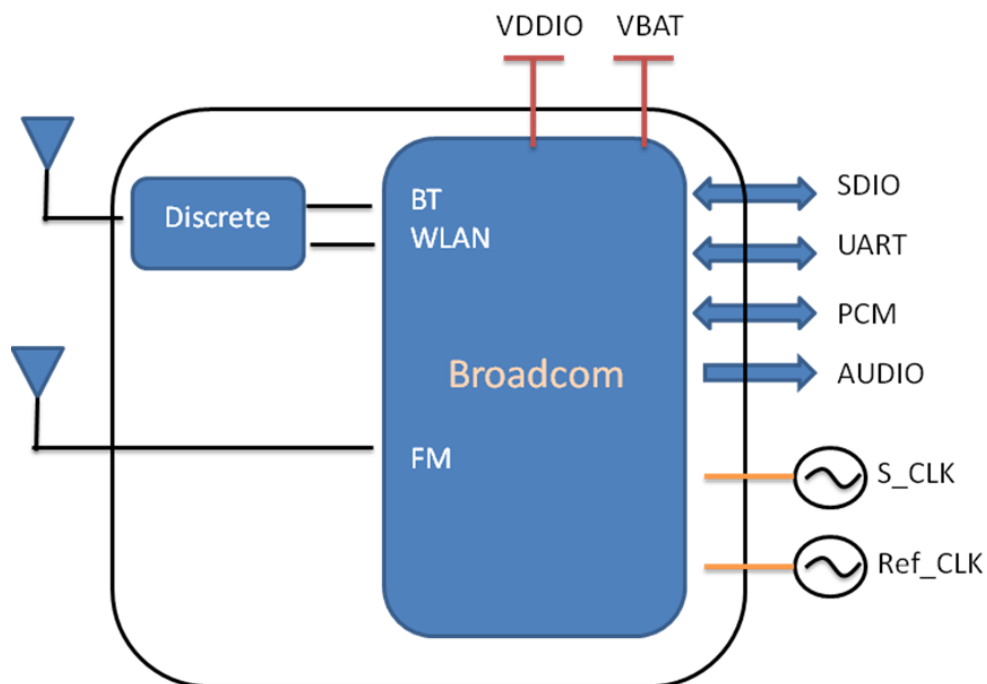 VDDIO VBAT
Discrete
BT
WLAN
Broadcom
FM
SDIO
UART
PCM
AUDIO
S_CLK
Ref_CLK